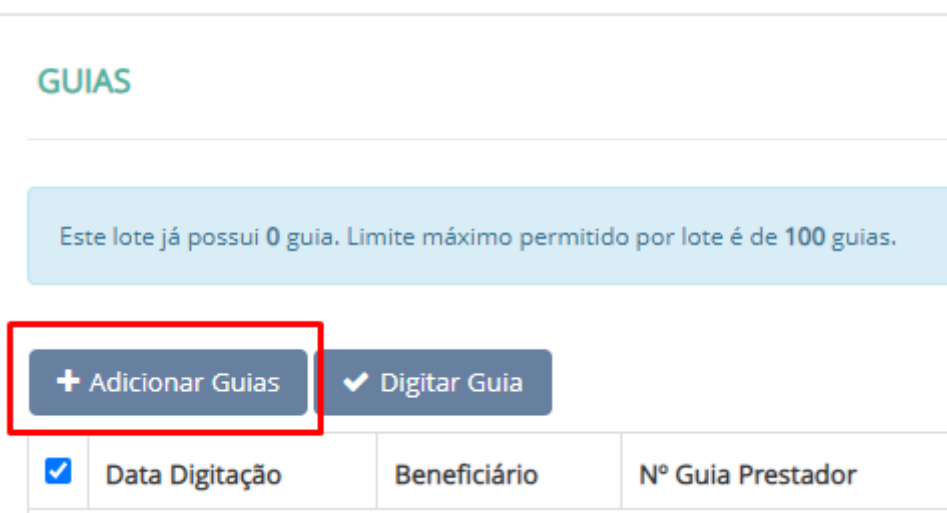 GUIAS
Este lote já possui 0 guia. Limite máximo permitido por lote é de 100 guias.
Adicionar Guias Digitar Guia
Data Digitação Beneficiário Nº Guia Prestador